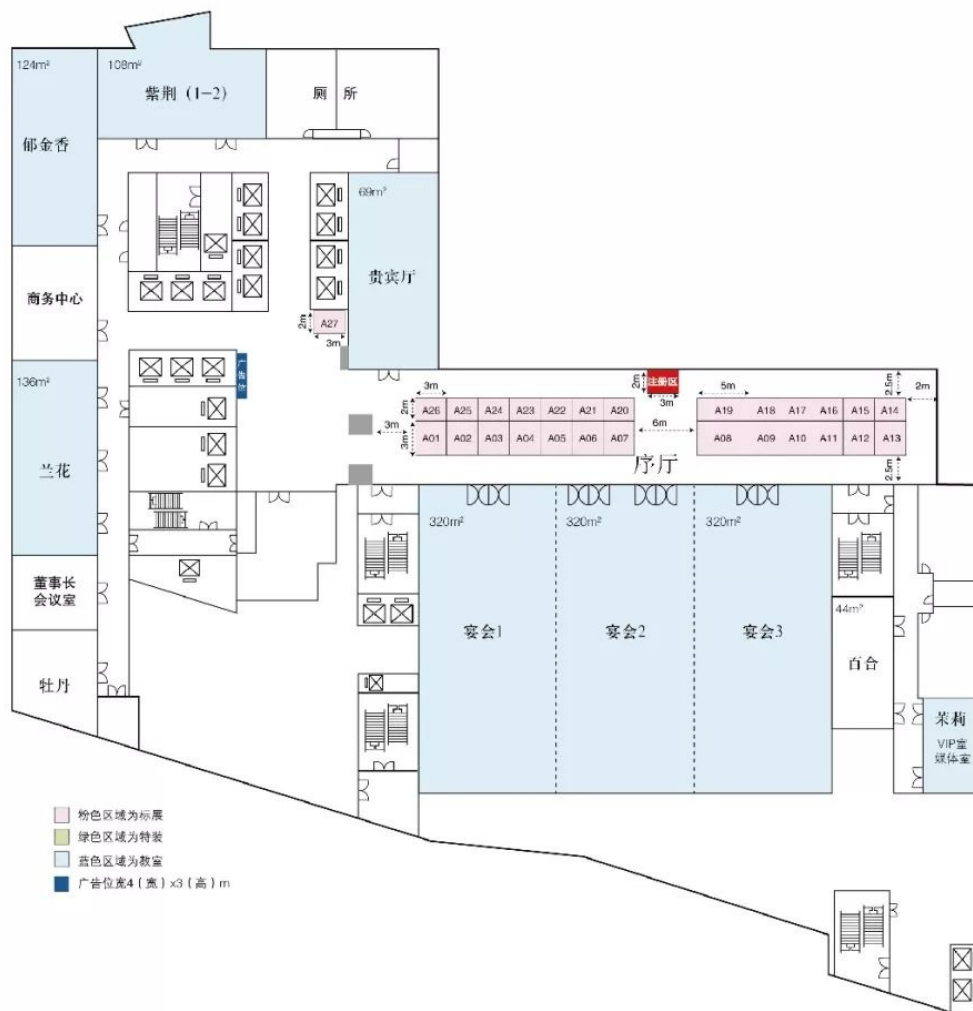 124m²
108m²
紫荆（1-2）
厕 所
郁金香
69m²
贵宾厅
商务中心
2m
A27
3m
136m²
2m
注册区
3m
3m
5m
2.5m
2m
2m
A26 A25 A24 A23 A22 A21 A20
A19 A18 A17 A16 A15 A14
3m
6m
3m
A01 A02 A03 A04 A05 A06 A07
A08 A09 A10 A11 A12 A13
序厅
2.5m
兰花
320m²
320m²
320m²
董事长
会议室
44m²
宴会1
宴会2
宴会3
百合
牡丹
茉莉
VIP室
媒体室
粉色区域为标展
绿色区域为特装
蓝色区域为教室
广告位宽4（宽）x3（高）m